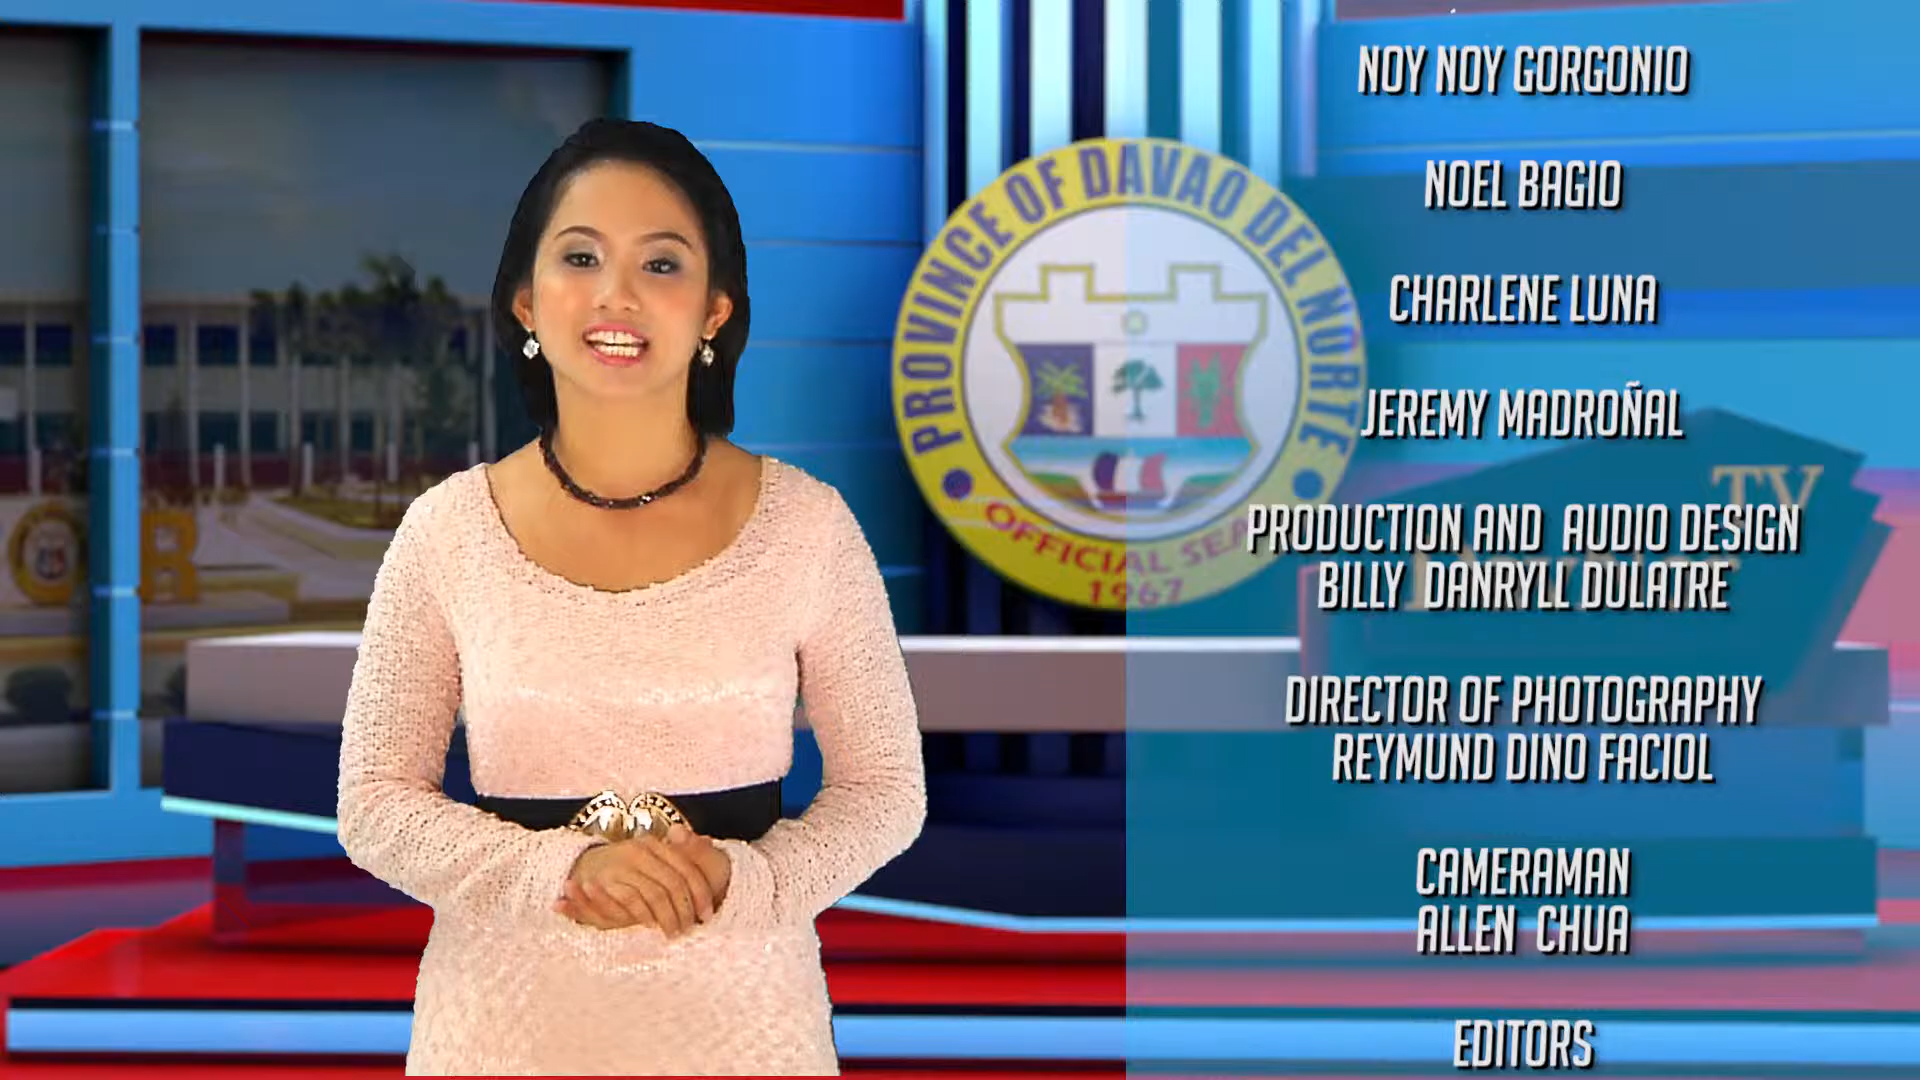 NOY NOY GORGONIO
NOEL BAGIO
CHARLENE LUNA
JEREMY MADROÑAL
PRODUCTION AND AUDIO DESIGN
BILLY DANRYLL DULATRE
DIRECTOR OF PHOTOGRAPHY
REYMUND DINO FACIOL
CAMERAMAN
ALLEN CHUA
EDITORS
PROVINCE OF DAVAO DEL NORTE
OFFICIAL SEAL
1967
TV